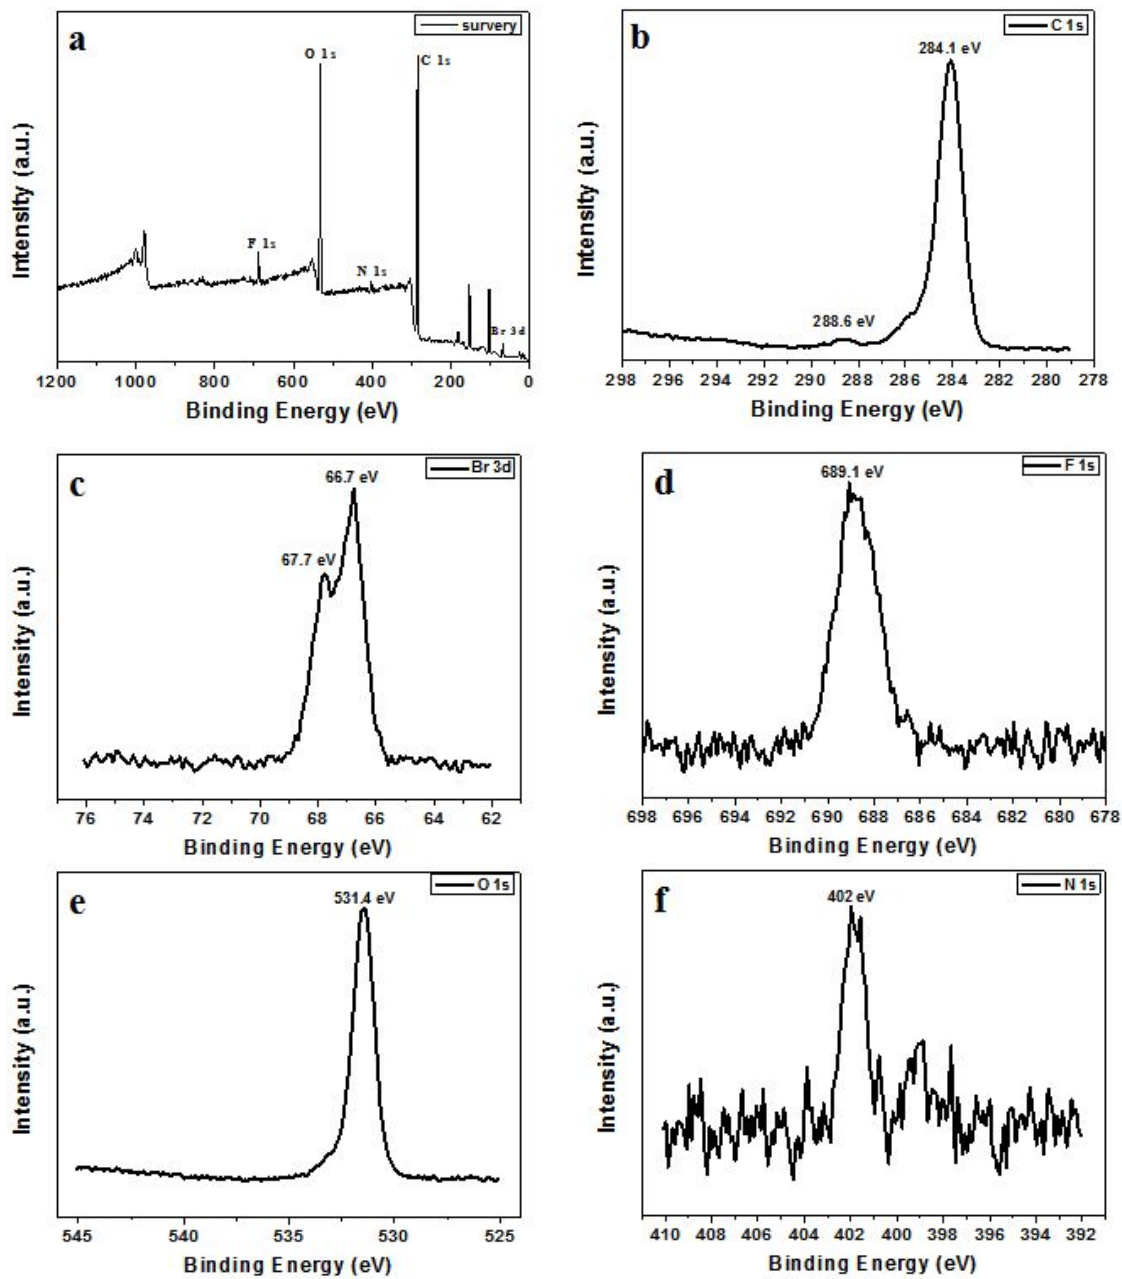 a
survery
O 1s
C 1s
F 1s
N 1s
Br 3d
Intensity (a.u.)
1200 1000 800 600 400 200 0
Binding Energy (eV)
b
C 1s
284.1 eV
288.6 eV
Intensity (a.u.)
298 296 294 292 290 288 286 284 282 280 278
Binding Energy (eV)
c
Br 3d
66.7 eV
67.7 eV
Intensity (a.u.)
76 74 72 70 68 66 64 62
Binding Energy (eV)
d
F 1s
689.1 eV
Intensity (a.u.)
698 696 694 692 690 688 686 684 682 680 678
Binding Energy (eV)
e
O 1s
531.4 eV
Intensity (a.u.)
545 540 535 530 525
Binding Energy (eV)
f
N 1s
402 eV
Intensity (a.u.)
410 408 406 404 402 400 398 396 394 392
Binding Energy (eV)